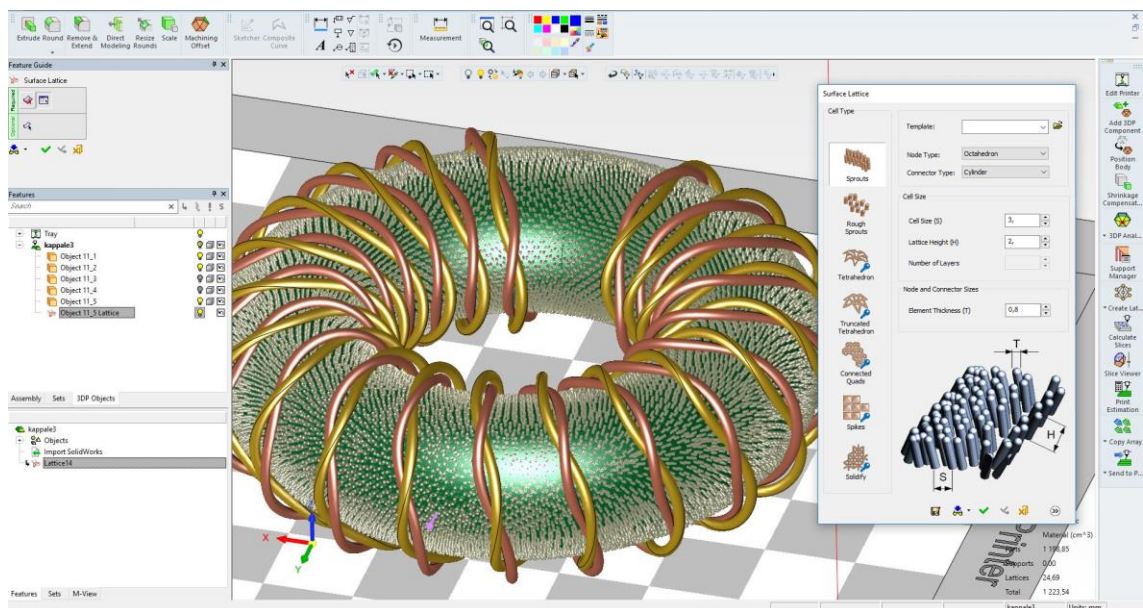 Extrude Round Remove & Extend Direct Modeling Resize Rounds Scale Machining Offset Sketcher Composite Curve Measurement
Feature Guide
Surface Lattice
Required
Optional
Features
Search
Tray
kappale3
Object 11_1
Object 11_2
Object 11_3
Object 11_4
Object 11_5
Object 11_5 Lattice
Assembly Sets 3DP Objects
kappale3
Objects
Import SolidWorks
Lattice14
Features Sets M-View
X
Y
Surface Lattice
Cell Type
Sprouts
Rough Sprouts
Tetrahedron
Truncated Tetrahedron
Connected Quads
Spikes
Solidify
Template:
Node Type: Octahedron
Connector Type: Cylinder
Cell Size
Cell Size (S) 3,
Lattice Height (H) 2,
Number of Layers
Node and Connector Sizes
Element Thickness (T) 0,8
T
H
S
Material (cm^3)
1 198,85
Supports 0,00
Lattices 24,69
Total 1 223,54
kappale3 Units: mm
Edit Printer
Add 3DP Component
Position Body
Shrinkage Compensat...
3DP Anal...
Support Manager
Create Lat...
Calculate Slices
Slice Viewer
Print Estimation
Copy Array
Send to P...